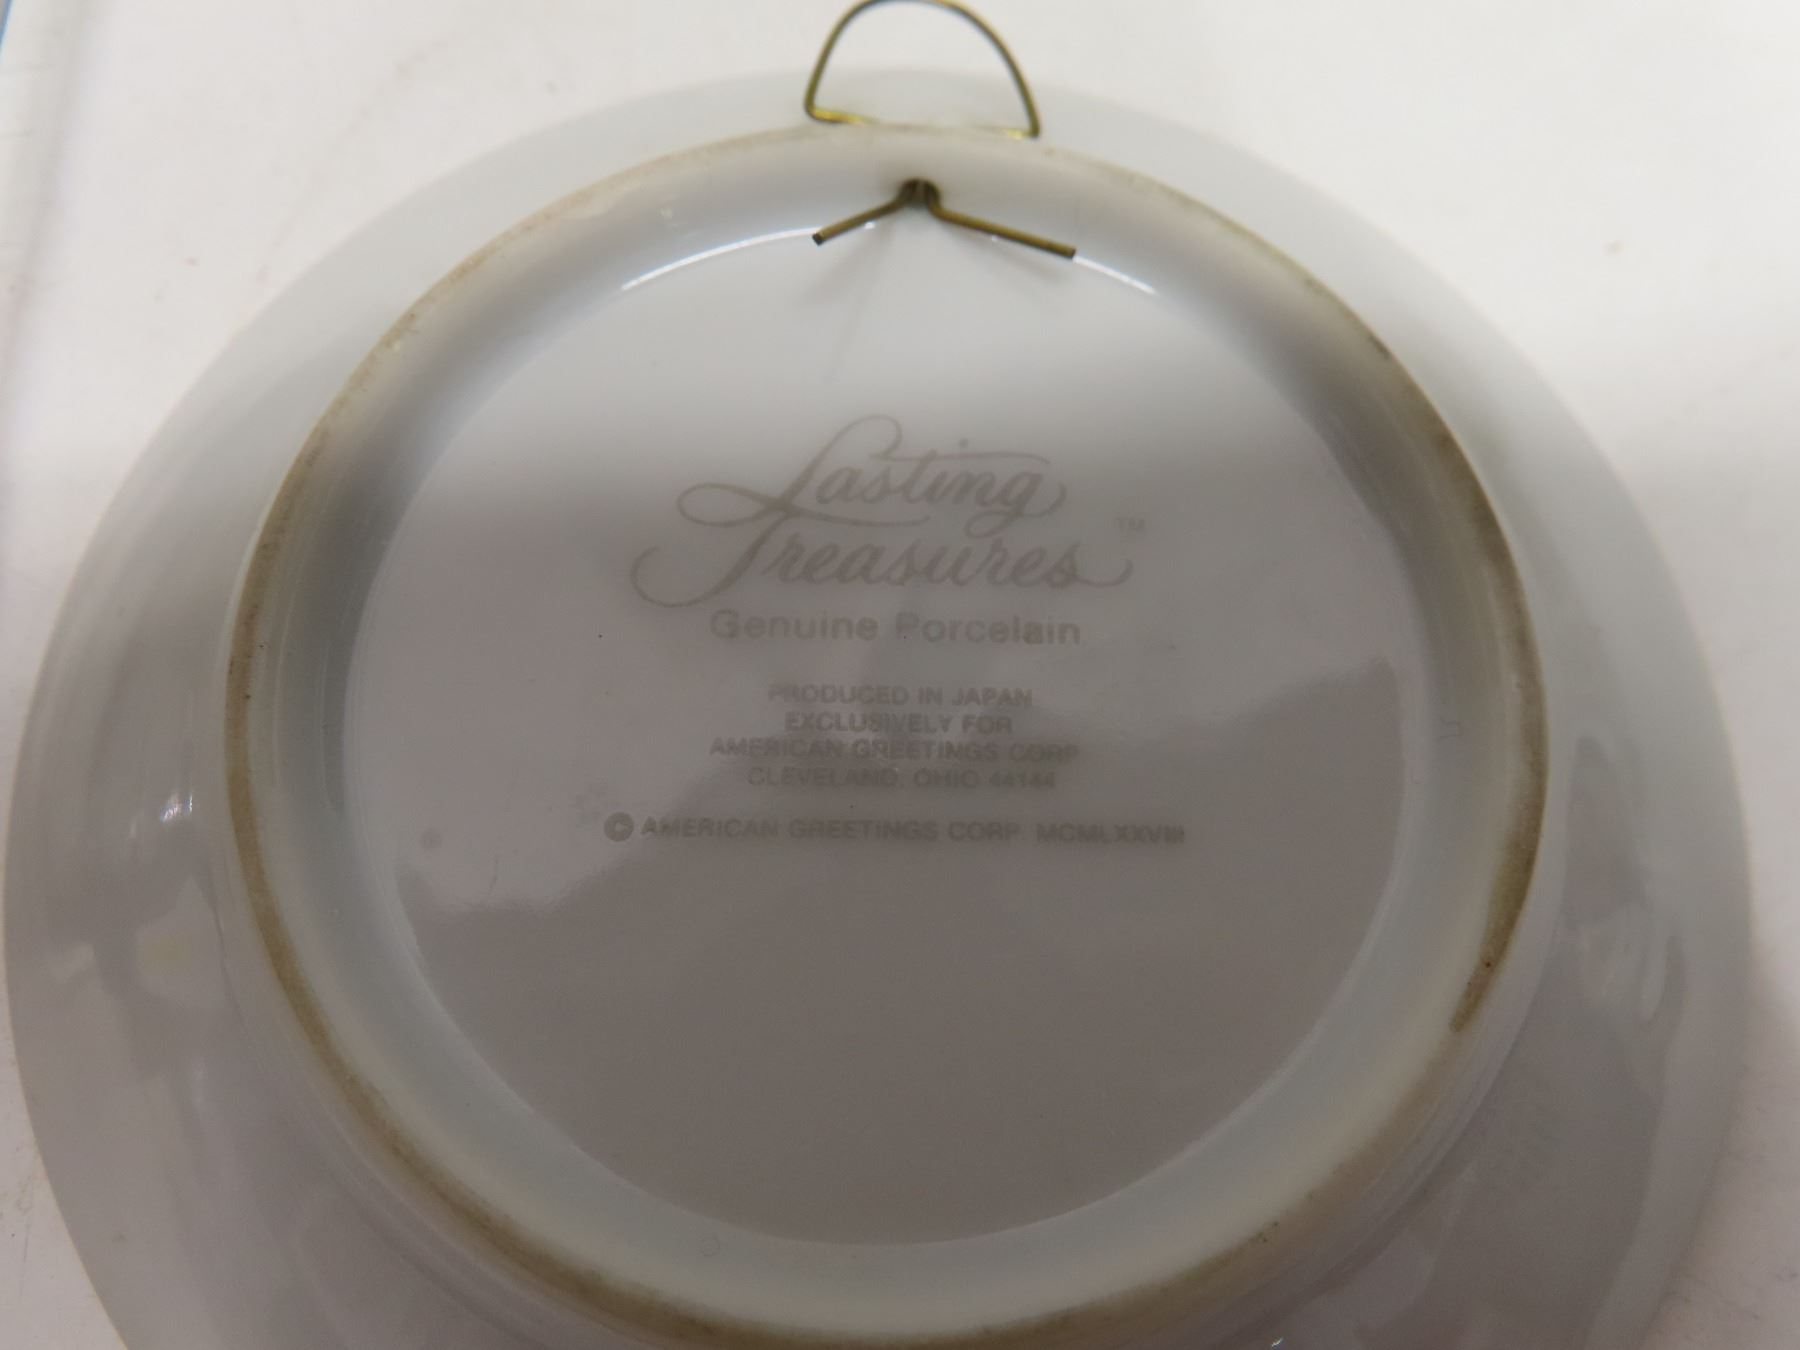 Lasting
Treasures™
Genuine Porcelain
PRODUCED IN JAPAN
EXCLUSIVELY FOR
AMERICAN GREETINGS CORP
CLEVELAND, OHIO 44144
© AMERICAN GREETINGS CORP. MCMLXXVIII